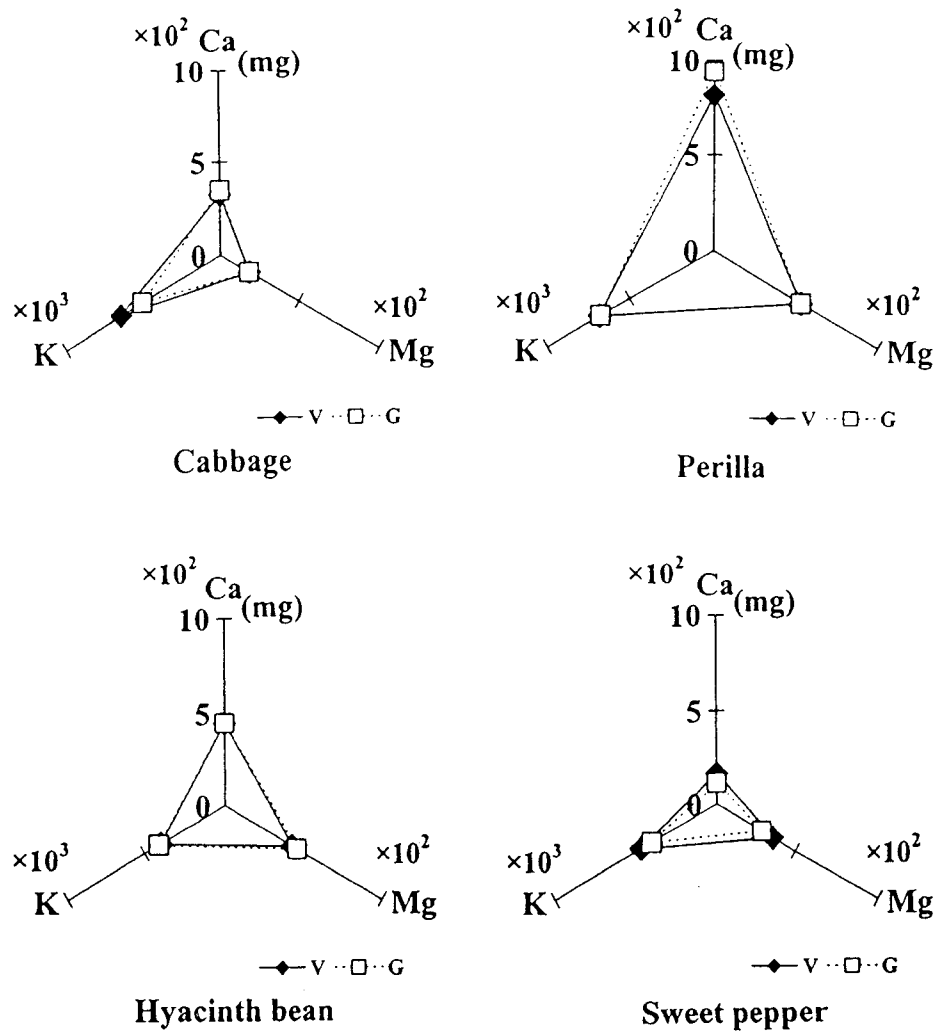 ×10² Ca (mg)
10
5
0
×10³
×10²
K
Mg
V G
Cabbage
×10² Ca (mg)
10
5
0
×10³
×10²
K
Mg
V G
Perilla
×10² Ca (mg)
10
5
0
×10³
×10²
K
Mg
V G
Hyacinth bean
×10² Ca (mg)
10
5
0
×10³
×10²
K
Mg
V G
Sweet pepper